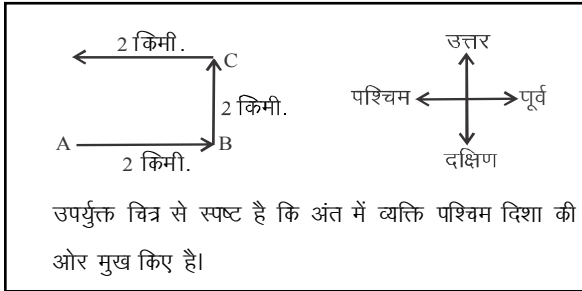 2 किमी.
C
2 किमी.
A
B
2 किमी.
उत्तर
पश्चिम
पूर्व
दक्षिण
उपर्युक्त चित्र से स्पष्ट है कि अंत में व्यक्ति पश्चिम दिशा की
ओर मुख किए है।